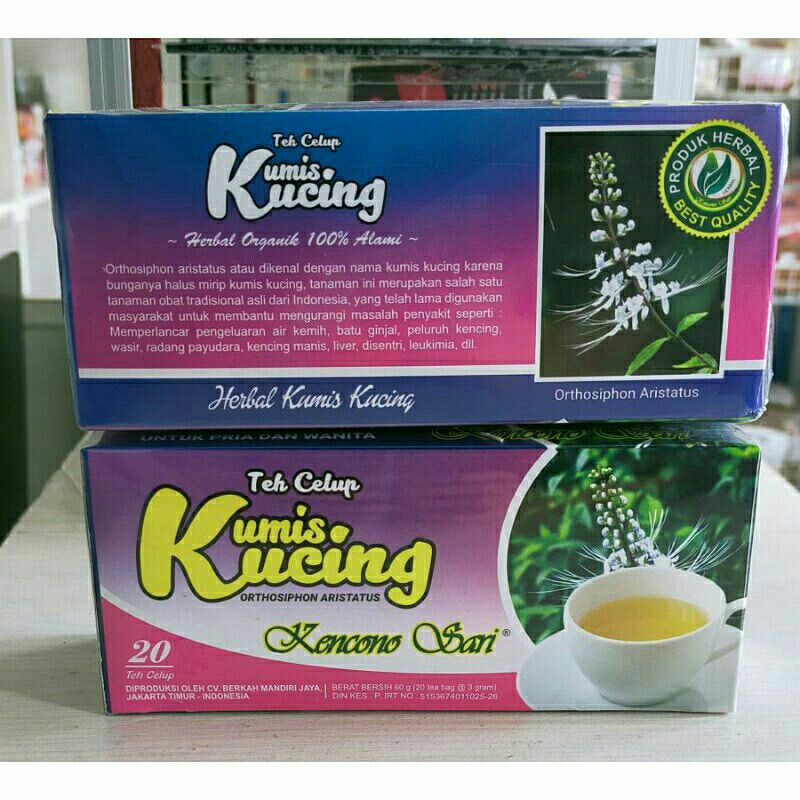 Teh Celup
Kumis
Kucing
~ Herbal Organik 100% Alami ~
Orthosiphon aristatus atau dikenal dengan nama kumis kucing karena
bunganya halus mirip kumis kucing, tanaman ini merupakan salah satu
tanaman obat tradisional asli dari Indonesia, yang telah lama digunakan
masyarakat untuk membantu mengurangi masalah penyakit seperti :
Memperlancar pengeluaran air kemih, batu ginjal, peluruh kencing,
wasir, radang payudara, kencing manis, liver, disentri, leukimia, dll.
Herbal Kumis Kucing
PRODUK HERBAL
BEST QUALITY
Orthosiphon Aristatus
UNTUK PRIA DAN WANITA
Kencono Sari
Teh Celup
Kumis
Kucing
ORTHOSIPHON ARISTATUS
Kencono Sari ®
20
Teh Celup
DIPRODUKSI OLEH CV. BERKAH MANDIRI JAYA,
JAKARTA TIMUR - INDONESIA
BERAT BERSIH 60 g (20 tea bag @ 3 gram)
DIN KES . P. IRT NO : 5153674011025-26